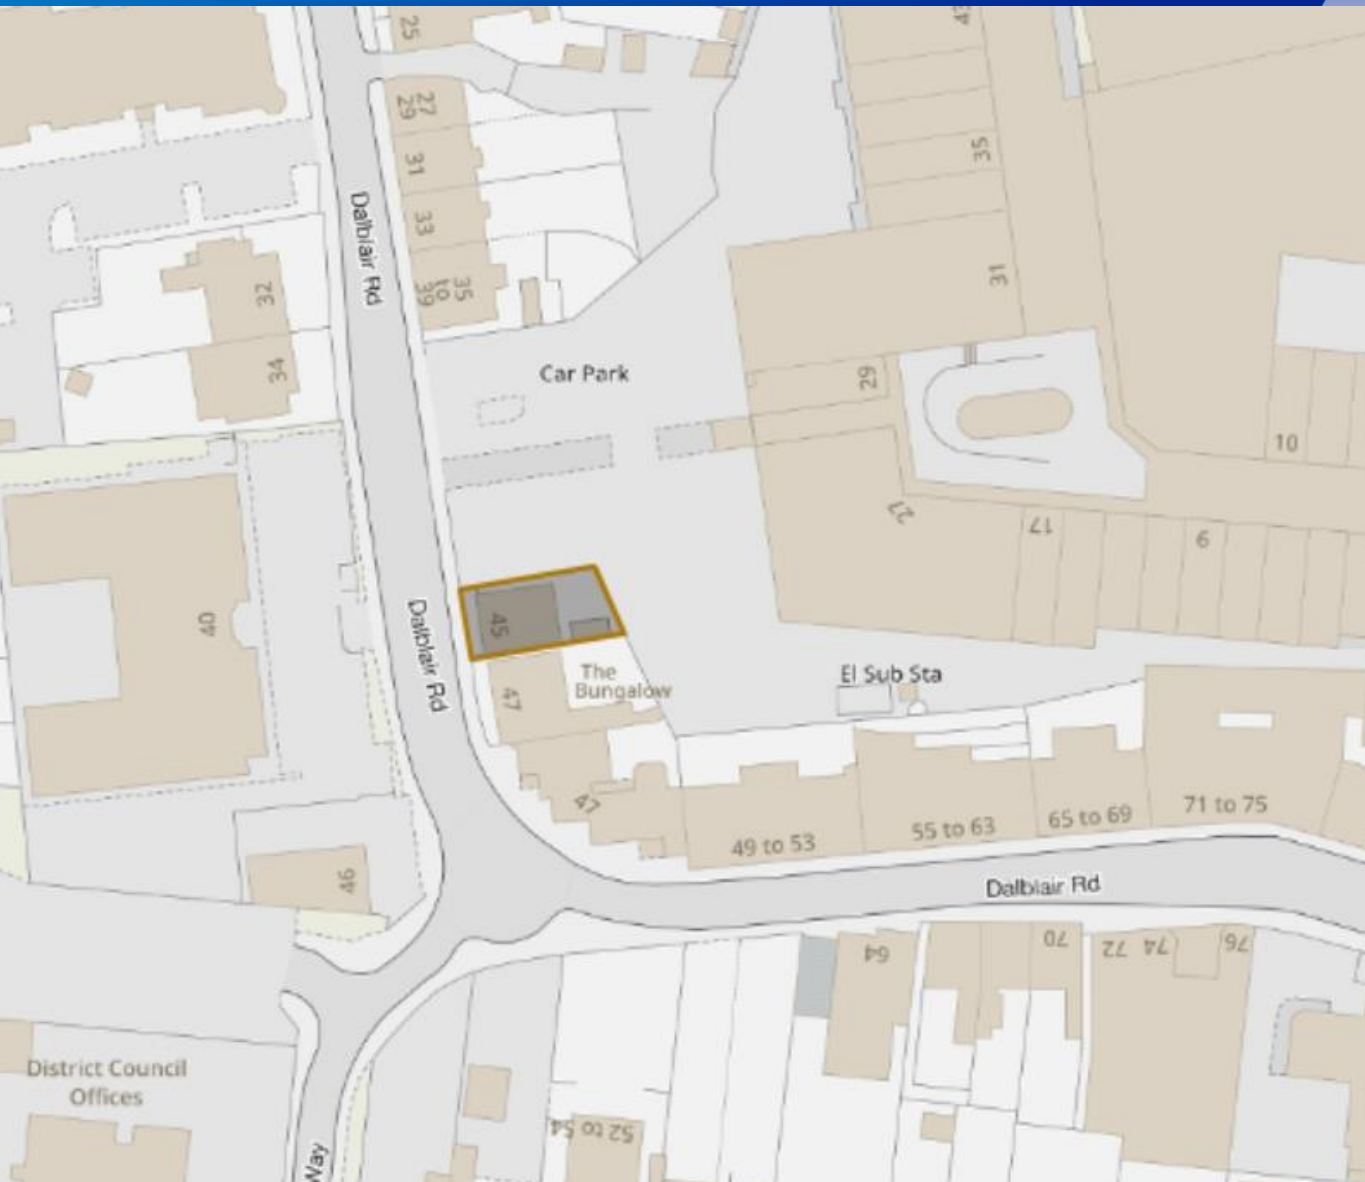 25
27
29
31
33
35
to
39
Dalblair Rd
32
34
Car Park
35
31
29
10
27
17
9
40
45
Dalblair Rd
The
Bungalow
47
El Sub Sta
47
49 to 53
55 to 63
65 to 69
71 to 75
46
Dalblair Rd
64
70
72
74
76
District Council
Offices
52 to 54
Way